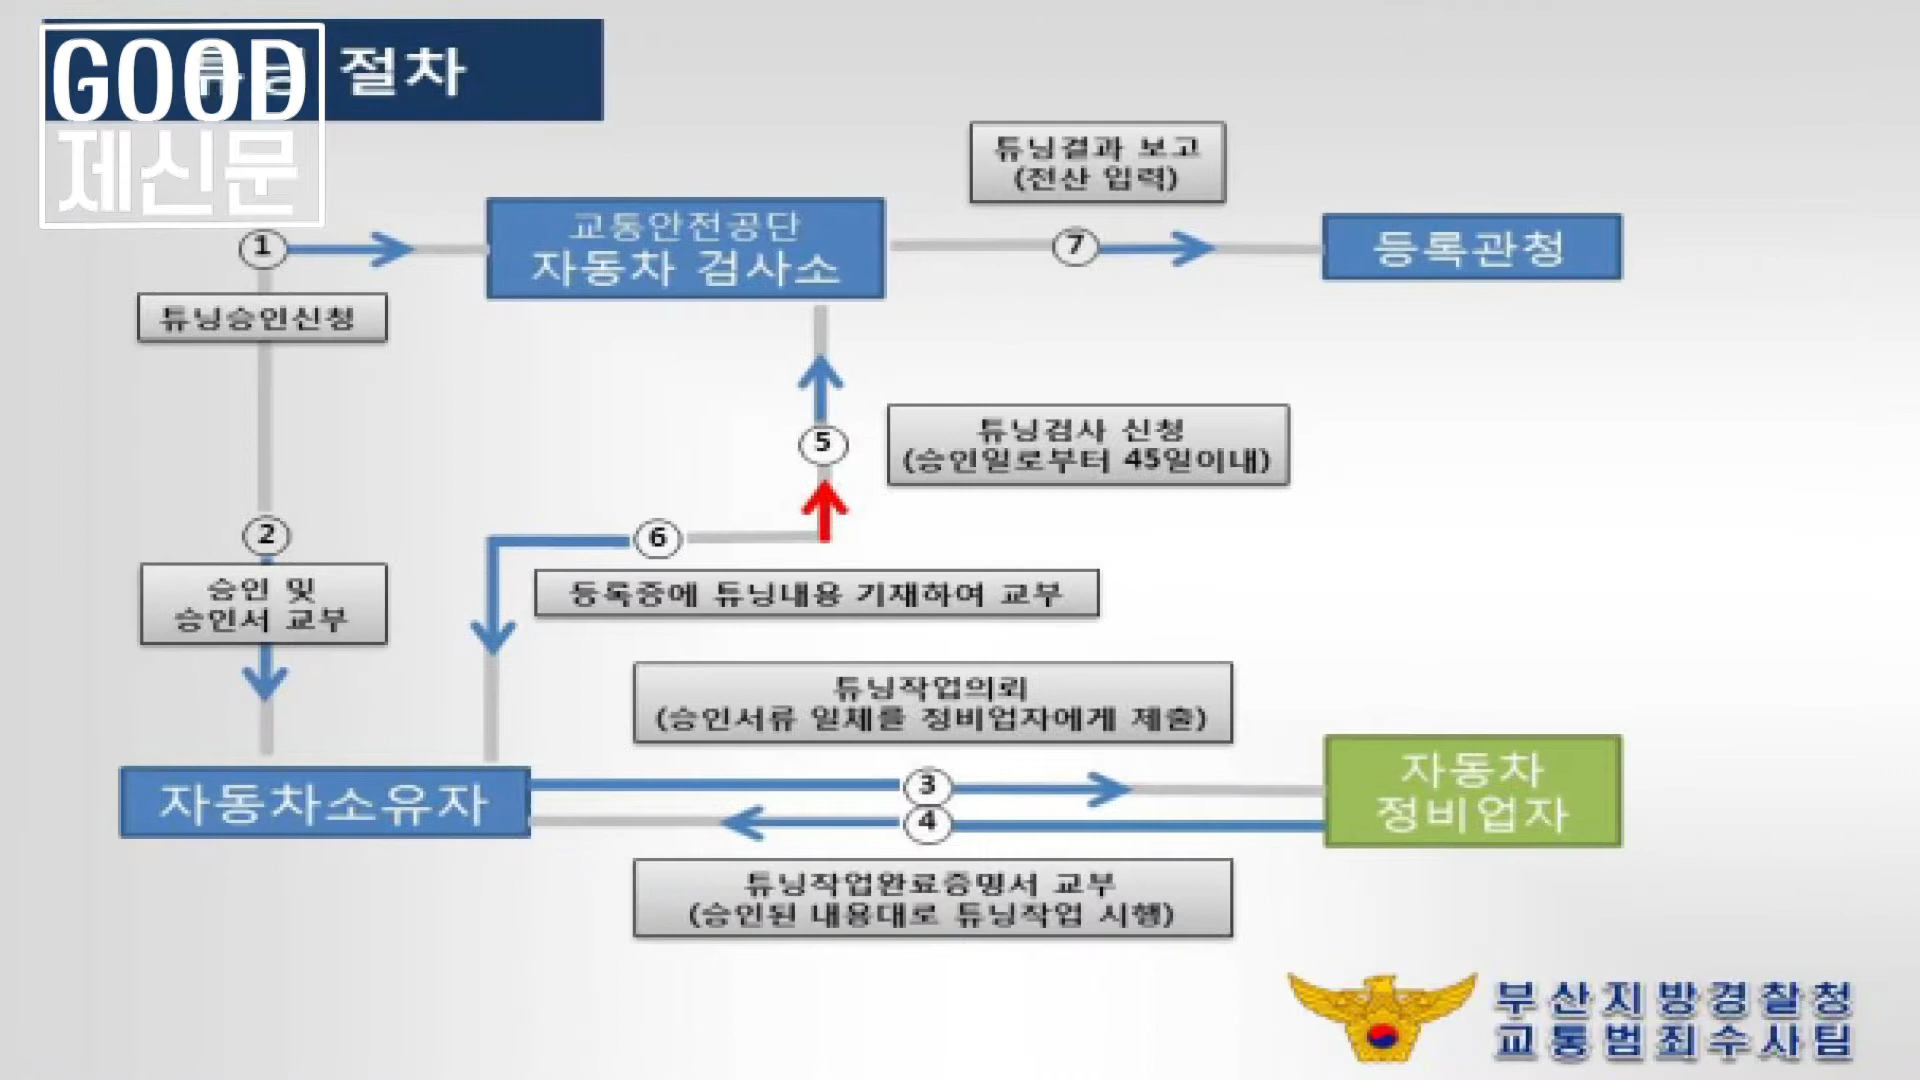 GOOD
제신문
절차
튜닝결과 보고
(전산 입력)
교통안전공단
자동차 검사소
등록관청
①
⑦
튜닝승인신청
튜닝검사 신청
(승인일로부터 45일이내)
⑤
②
⑥
승인 및
승인서 교부
등록증에 튜닝내용 기재하여 교부
튜닝작업의뢰
(승인서류 일체를 정비업자에게 제출)
자동차소유자
③
④
자동차
정비업자
튜닝작업완료증명서 교부
(승인된 내용대로 튜닝작업 시행)
부산지방경찰청
교통범죄수사팀